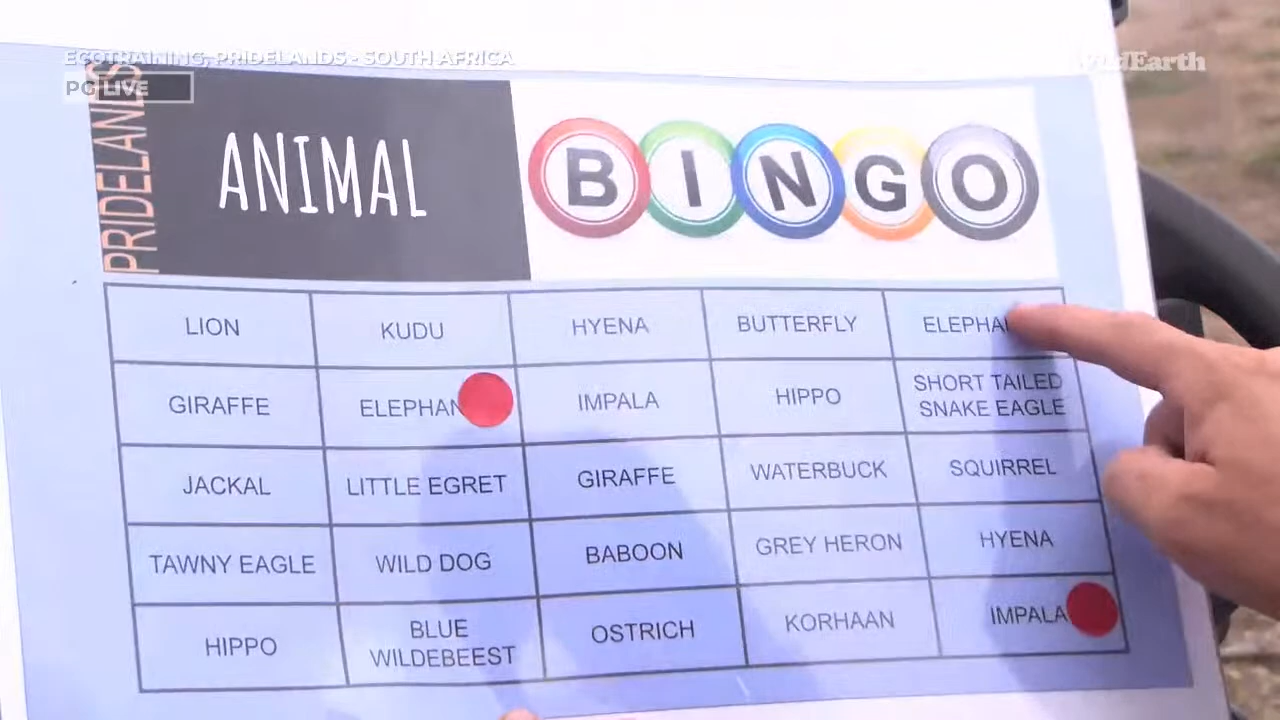 ECOTRAINING, PRIDELANDS - SOUTH AFRICA
PG LIVE
WildEarth
PRIDELANDS
ANIMAL
BINGO
LION KUDU HYENA BUTTERFLY ELEPHA
GIRAFFE ELEPHAN IMPALA HIPPO SHORT TAILED
SNAKE EAGLE
JACKAL LITTLE EGRET GIRAFFE WATERBUCK SQUIRREL
TAWNY EAGLE WILD DOG BABOON GREY HERON HYENA
HIPPO BLUE
WILDEBEEST OSTRICH KORHAAN IMPALA